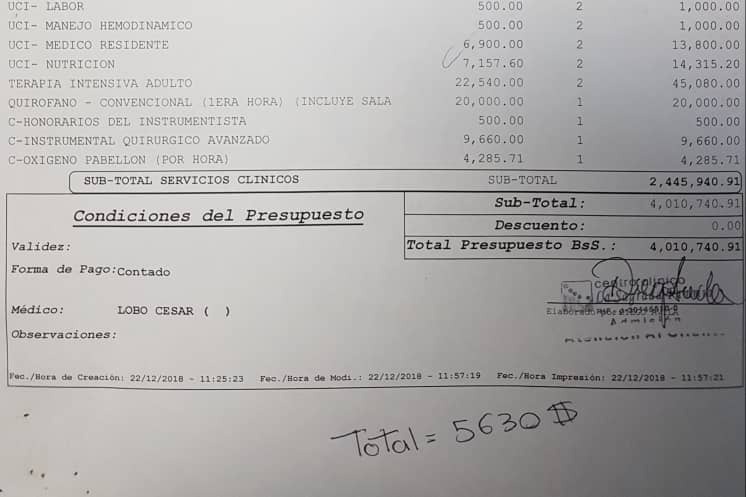 UCI- LABOR 500.00 2 1,000.00
UCI- MANEJO HEMODINAMICO 500.00 2 1,000.00
UCI- MEDICO RESIDENTE 6,900.00 2 13,800.00
UCI- NUTRICION 7,157.60 2 14,315.20
TERAPIA INTENSIVA ADULTO 22,540.00 2 45,080.00
QUIROFANO - CONVENCIONAL (1ERA HORA) (INCLUYE SALA 20,000.00 1 20,000.00
C-HONORARIOS DEL INSTRUMENTISTA 500.00 1 500.00
C-INSTRUMENTAL QUIRURGICO AVANZADO 9,660.00 1 9,660.00
C-OXIGENO PABELLON (POR HORA) 4,285.71 1 4,285.71
SUB-TOTAL SERVICIOS CLINICOS SUB-TOTAL 2,445,940.91
Sub-Total: 4,010,740.91
Condiciones del Presupuesto
Descuento: 0.00
Validez:
Total Presupuesto BsS.: 4,010,740.91
Forma de Pago: Contado
centro clínico
Médico: LOBO CESAR ( )
Elaborado por
Admisión
Observaciones:
Fec./Hora de Creación: 22/12/2018 - 11:25:23 Fec./Hora de Modi.: 22/12/2018 - 11:57:19 Fec./Hora Impresión: 22/12/2018 - 11:57:21
Total = 5630 $